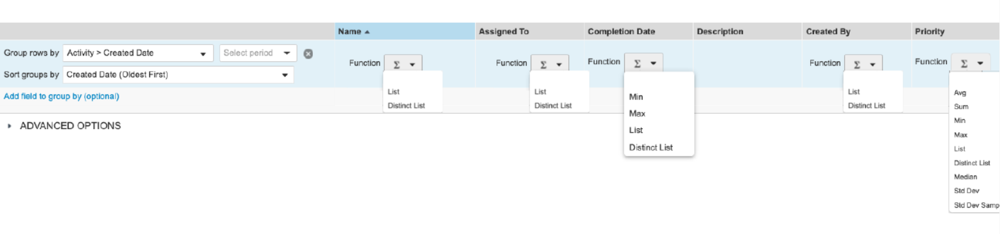 Name Assigned To Completion Date Description Created By Priority
Group rows by Activity > Created Date Select period
Function Σ Function Σ Function Σ Function Σ Function Σ
Sort groups by Created Date (Oldest First)
Add field to group by (optional)
List
Distinct List
List
Distinct List
Min
Max
List
Distinct List
List
Distinct List
Avg
Sum
Min
Max
List
Distinct List
Median
Std Dev
Std Dev Samp
ADVANCED OPTIONS